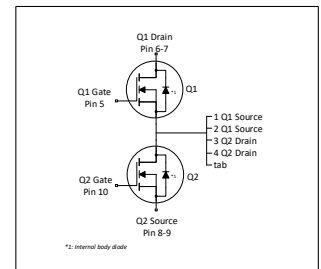 Q1 Drain
Pin 6-7
Q1 Gate
Pin 5
*1
Q1
1 Q1 Source
2 Q1 Source
3 Q2 Drain
4 Q2 Drain
tab
Q2 Gate
Pin 10
*1
Q2
Q2 Source
Pin 8-9
*1: Internal body diode